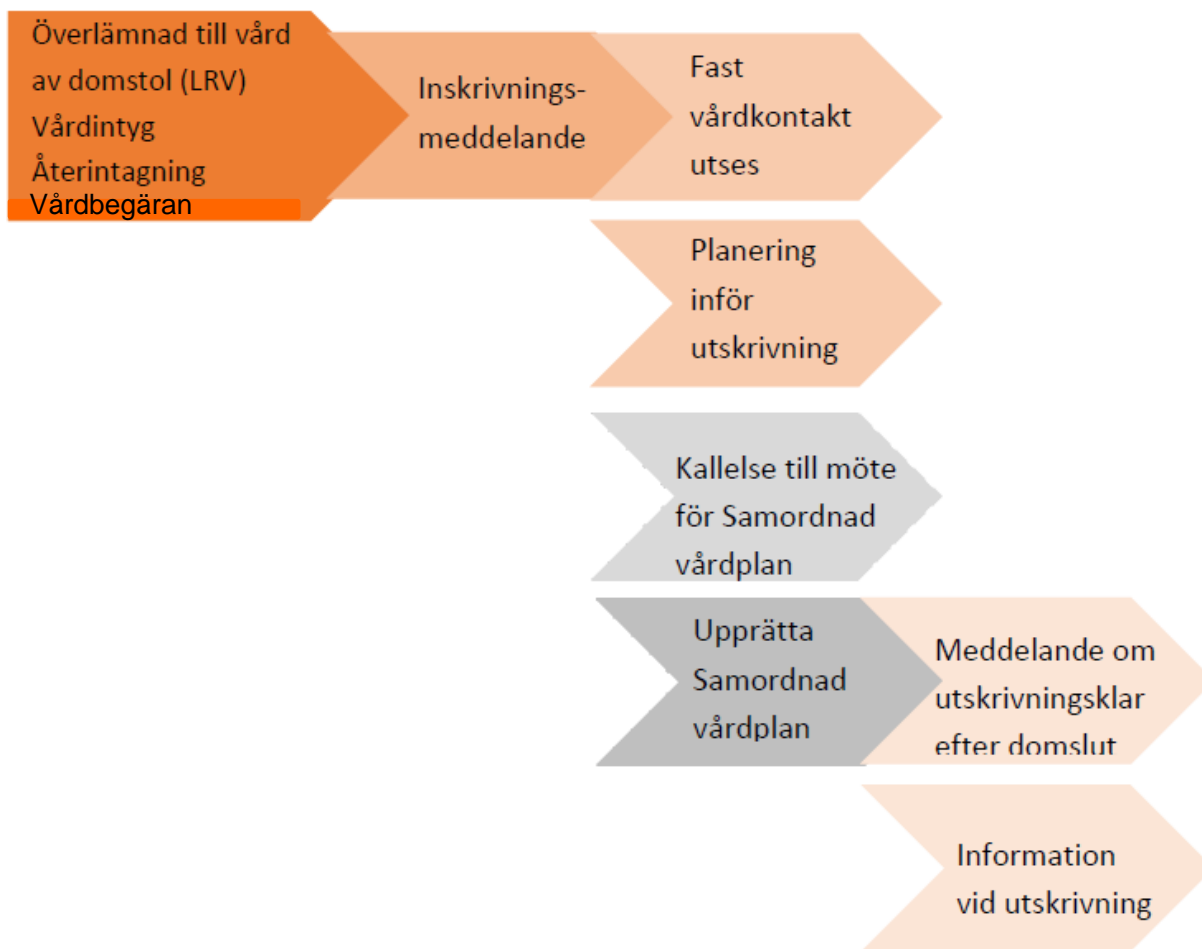 Överlämnad till vård
av domstol (LRV)
Vårdintyg
Återintagning
Vårdbegäran
Inskrivnings-
meddelande
Fast
vårdkontakt
utses
Planering
inför
utskrivning
Kallelse till möte
för Samordnad
vårdplan
Upprätta
Samordnad
vårdplan
Meddelande om
utskrivningsklar
efter domslut
Information
vid utskrivning